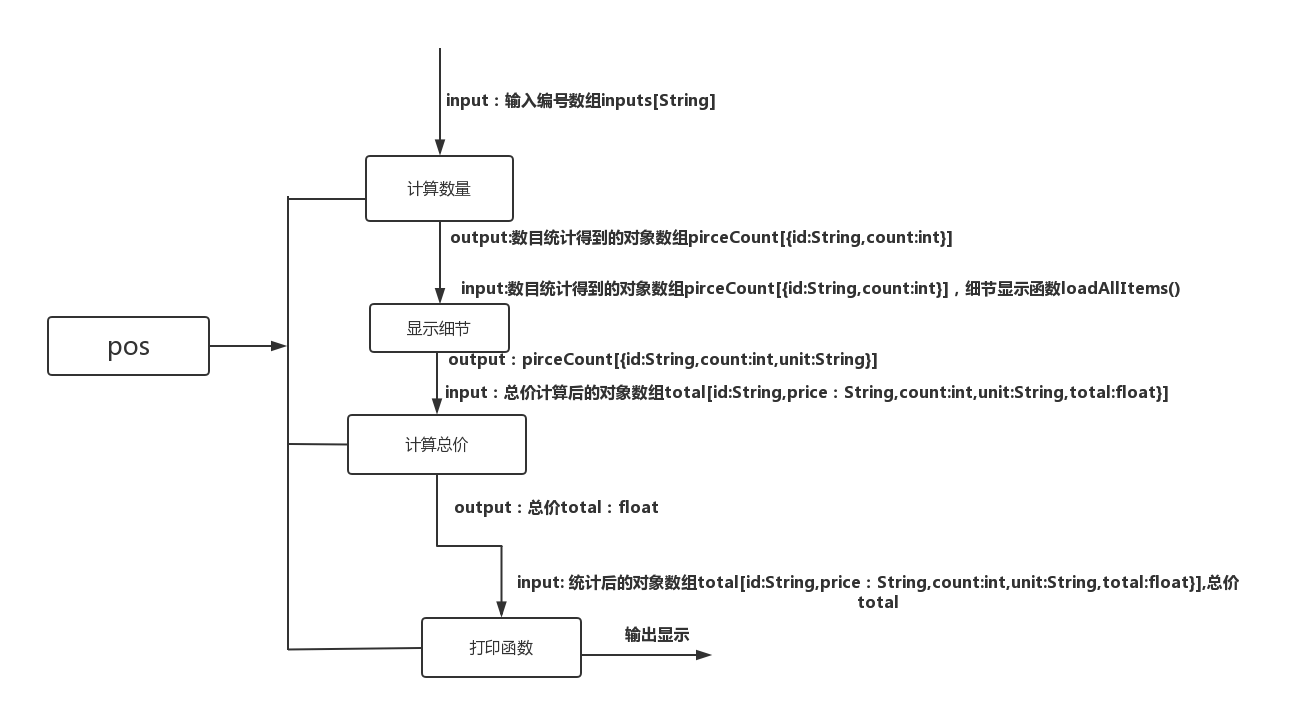 input：输入编号数组inputs[String]
计算数量
output:数目统计得到的对象数组pirceCount[{id:String,count:int}]
input:数目统计得到的对象数组pirceCount[{id:String,count:int}]，细节显示函数loadAllItems()
pos
显示细节
output：pirceCount[{id:String,count:int,unit:String}]
input：总价计算后的对象数组total[id:String,price：String,count:int,unit:String,total:float}]
计算总价
output：总价total：float
input: 统计后的对象数组total[id:String,price：String,count:int,unit:String,total:float}],总价
total
输出显示
打印函数